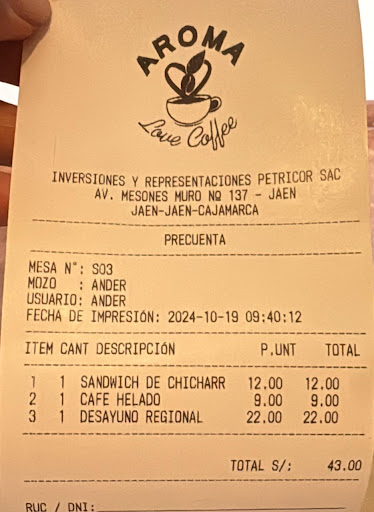 AROMA
Love Coffee
INVERSIONES Y REPRESENTACIONES PETRICOR SAC
AV. MESONES MURO Nº 137 - JAEN
JAEN-JAEN-CAJAMARCA
PRECUENTA
MESA N°: S03
MOZO : ANDER
USUARIO: ANDER
FECHA DE IMPRESIÓN: 2024-10-19 09:40:12
ITEM CANT DESCRIPCIÓN P.UNT TOTAL
1 1 SANDWICH DE CHICHARR 12.00 12.00
2 1 CAFE HELADO 9.00 9.00
3 1 DESAYUNO REGIONAL 22.00 22.00
TOTAL S/: 43.00
RUC / DNI: